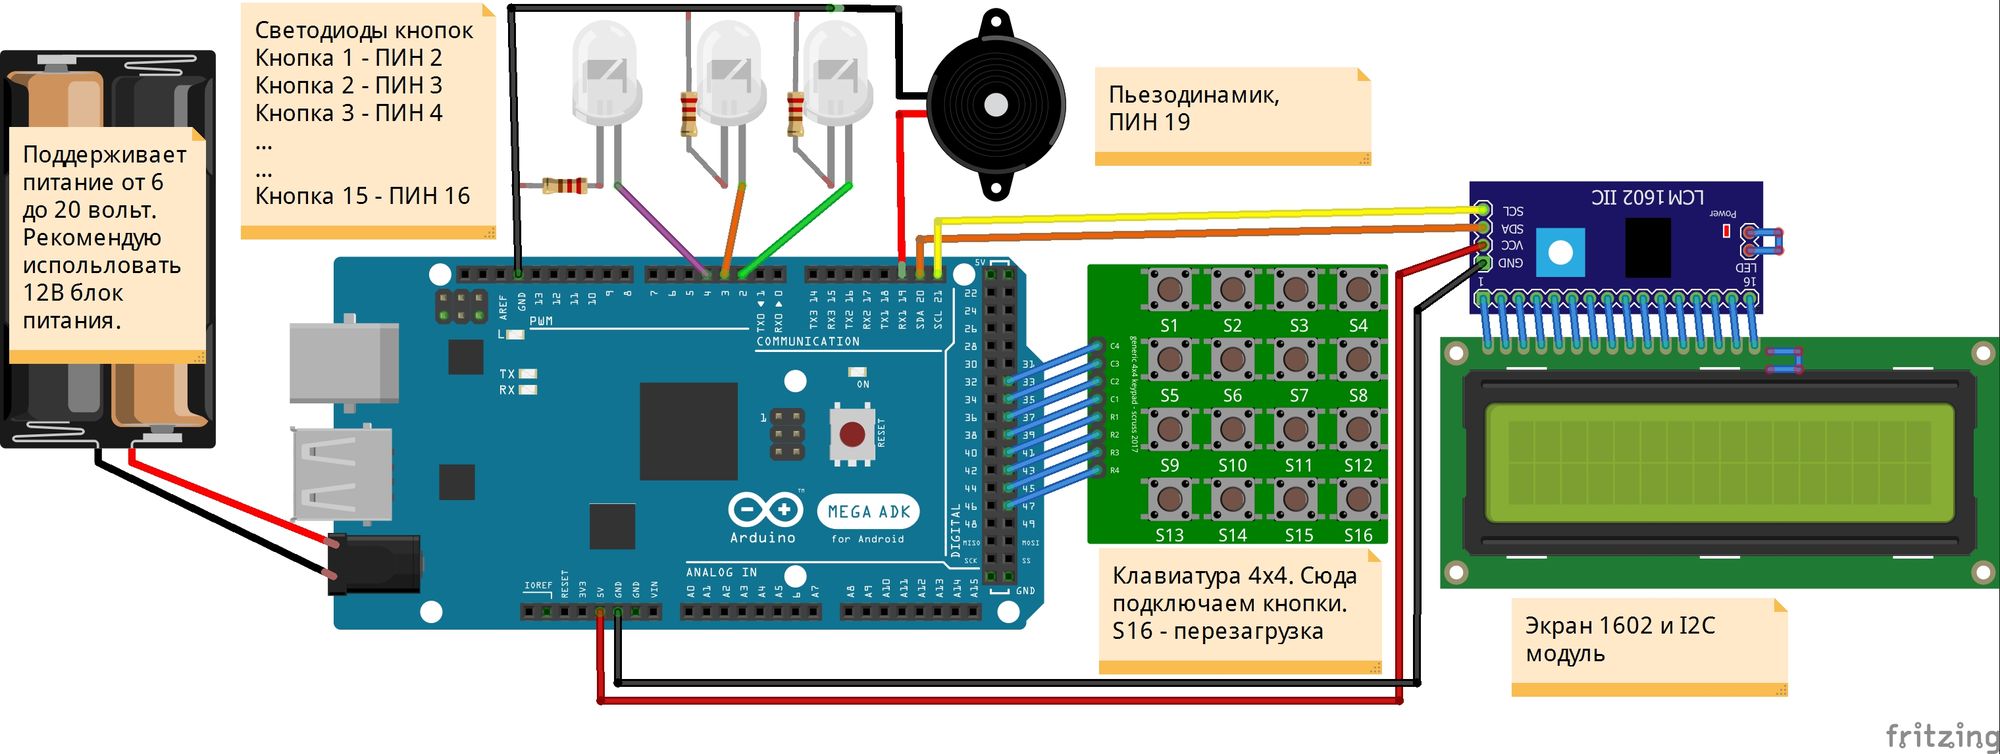 Светодиоды кнопок
Кнопка 1 - ПИН 2
Кнопка 2 - ПИН 3
Кнопка 3 - ПИН 4
...
...
Кнопка 15 - ПИН 16
Поддерживает
питание от 6
до 20 вольт.
Рекомендую
использловать
12В блок
питания.
Пьезодинамик,
ПИН 19
LCM1602 IIC
SCL
SDA
VCC
GND
Power
LED
1
16
AREF
GND
13
12
11
10
9
8
7
6
5
4
3
2
TX0 ▸ 1
RX0 ◂ 0
TX3 14
RX3 15
TX2 16
RX2 17
TX1 18
RX1 19
SDA 20
SCL 21
PWM
COMMUNICATION
L
TX
RX
ON
1
RESET
Arduino
™
MEGA ADK
for Android
5V
22
24
26
28
30
32
34
36
38
40
42
44
46
48
MISO
SCK
31
33
35
37
39
41
43
45
47
49
MOSI
SS
GND
DIGITAL
ANALOG IN
IOREF
RESET
3V3
5V
GND
GND
VIN
A0
A1
A2
A3
A4
A5
6
A7
A8
A9
A10
A11
A12
A13
A14
A15
C4
C3
C2
C1
R1
R2
R3
R4
generic 4x4 keypad - scruss 2017
S1 S2 S3 S4
S5 S6 S7 S8
S9 S10 S11 S12
S13 S14 S15 S16
Клавиатура 4х4. Сюда
подключаем кнопки.
S16 - перезагрузка
Экран 1602 и I2C
модуль
fritzing